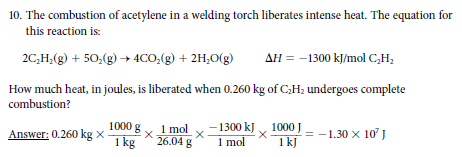 10. The combustion of acetylene in a welding torch liberates intense heat. The equation for
this reaction is:
2C₂H₂(g) + 5O₂(g) → 4CO₂(g) + 2H₂O(g) ΔH = −1300 kJ/mol C₂H₂
How much heat, in joules, is liberated when 0.260 kg of C₂H₂ undergoes complete
combustion?
Answer: 0.260 kg × 1000 g / 1 kg × 1 mol / 26.04 g × −1300 kJ / 1 mol × 1000 J / 1 kJ = −1.30 × 10⁷ J